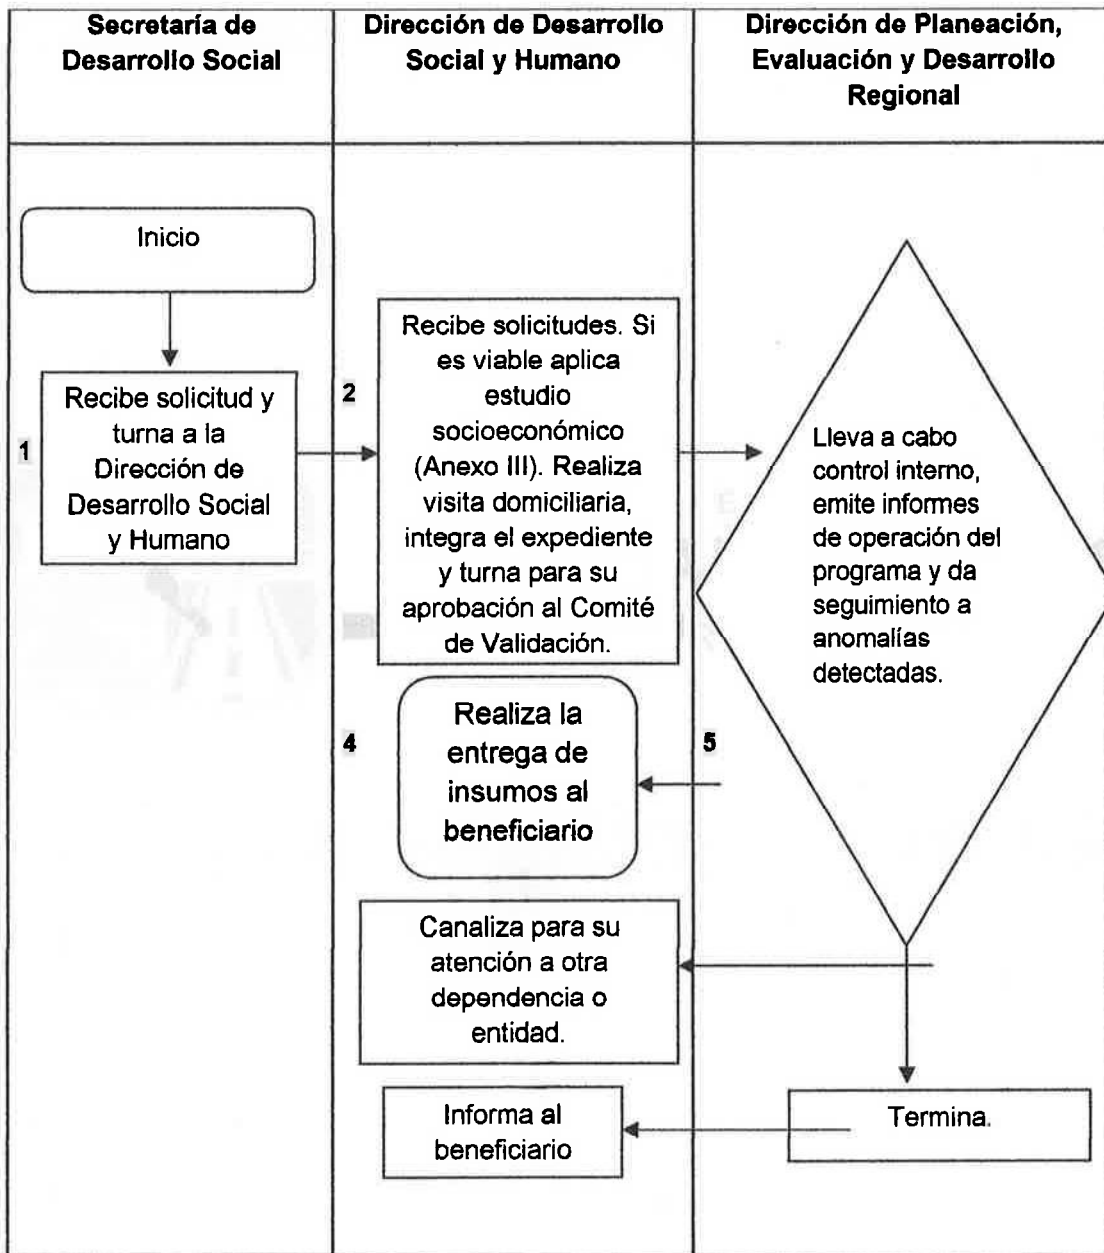 Secretaría de
Desarrollo Social
Dirección de Desarrollo
Social y Humano
Dirección de Planeación,
Evaluación y Desarrollo
Regional
Inicio
1
Recibe solicitud y
turna a la
Dirección de
Desarrollo Social
y Humano
2
Recibe solicitudes. Si
es viable aplica
estudio
socioeconómico
(Anexo III). Realiza
visita domiciliaria,
integra el expediente
y turna para su
aprobación al Comité
de Validación.
Lleva a cabo
control interno,
emite informes
de operación del
programa y da
seguimiento a
anomalías
detectadas.
4
Realiza la
entrega de
insumos al
beneficiario
5
Canaliza para su
atención a otra
dependencia o
entidad.
Informa al
beneficiario
Termina.